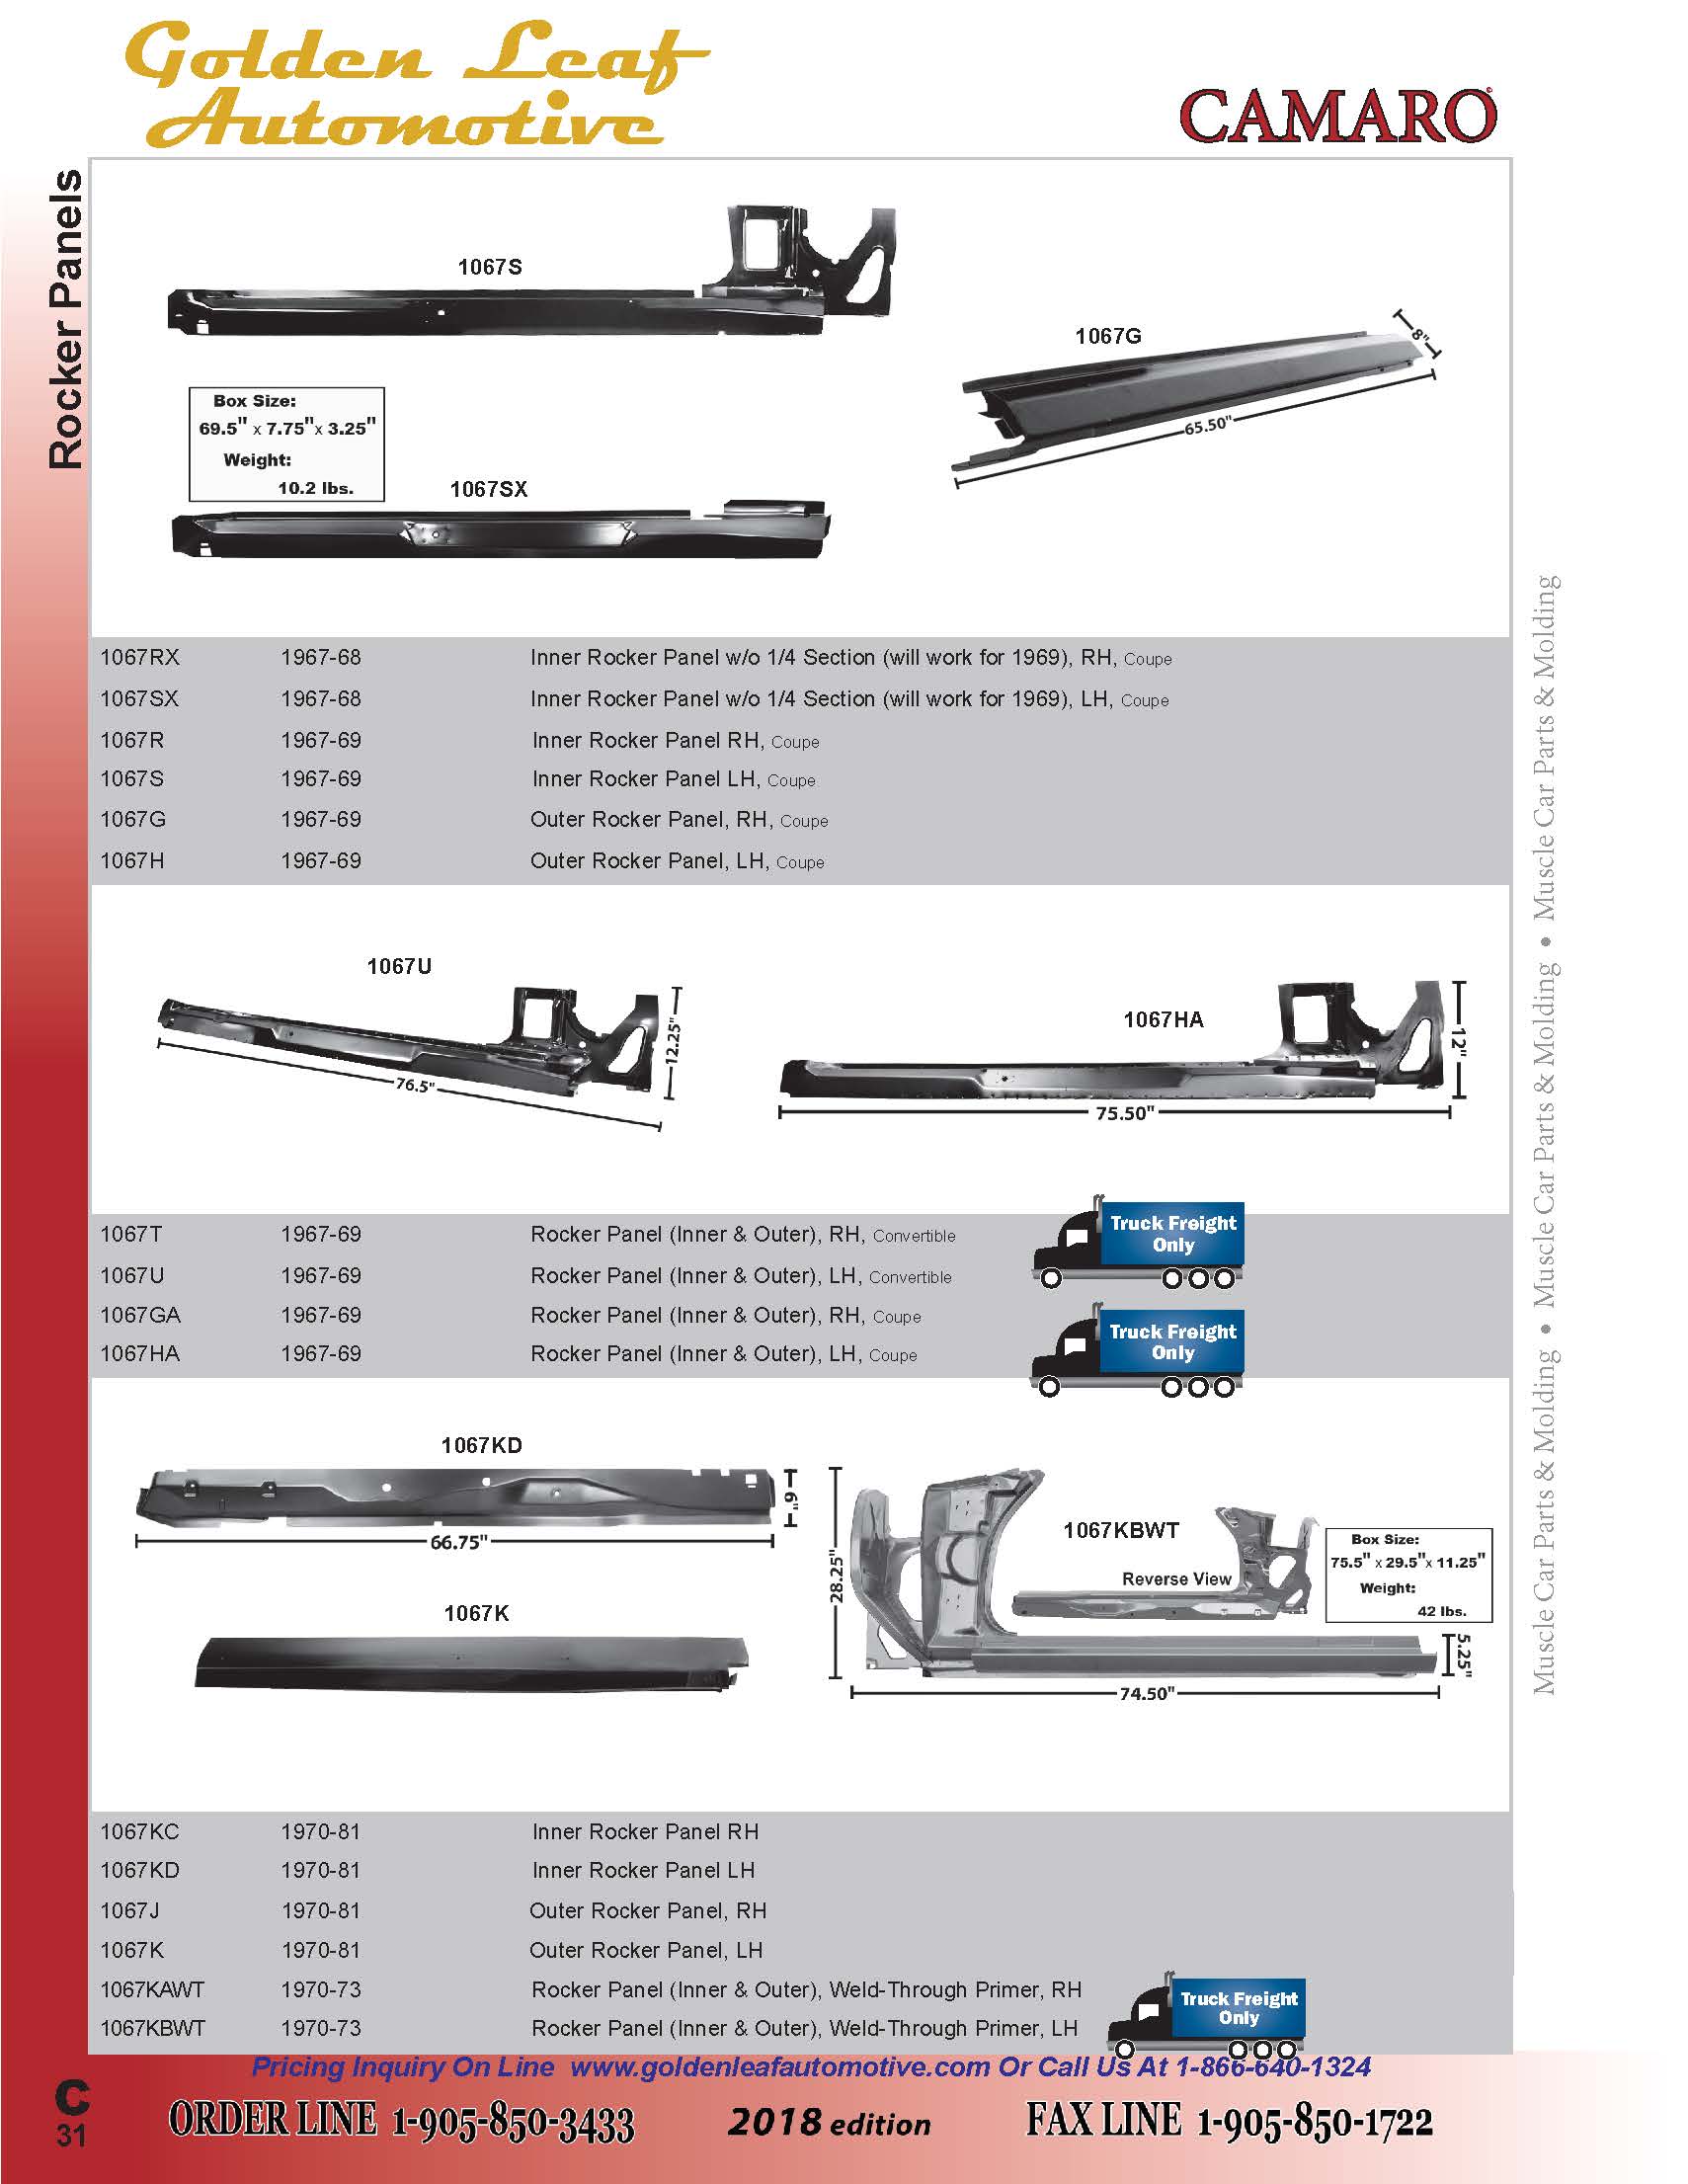 Golden Leaf
Automotive
CAMARO®
Rocker Panels
1067S
1067G
8"
65.50"
Box Size:
69.5" x 7.75" x 3.25"
Weight:
10.2 lbs.
1067SX
1067RX 1967-68 Inner Rocker Panel w/o 1/4 Section (will work for 1969), RH, Coupe
1067SX 1967-68 Inner Rocker Panel w/o 1/4 Section (will work for 1969), LH, Coupe
1067R 1967-69 Inner Rocker Panel RH, Coupe
1067S 1967-69 Inner Rocker Panel LH, Coupe
1067G 1967-69 Outer Rocker Panel, RH, Coupe
1067H 1967-69 Outer Rocker Panel, LH, Coupe
1067U
12.25"
76.5"
1067HA
12"
75.50"
1067T 1967-69 Rocker Panel (Inner & Outer), RH, Convertible
1067U 1967-69 Rocker Panel (Inner & Outer), LH, Convertible
1067GA 1967-69 Rocker Panel (Inner & Outer), RH, Coupe
1067HA 1967-69 Rocker Panel (Inner & Outer), LH, Coupe
Truck Freight
Only
Truck Freight
Only
1067KD
6"
66.75"
1067K
1067KBWT
Reverse View
28.25"
Box Size:
75.5" x 29.5" x 11.25"
Weight:
42 lbs.
5.25"
74.50"
1067KC 1970-81 Inner Rocker Panel RH
1067KD 1970-81 Inner Rocker Panel LH
1067J 1970-81 Outer Rocker Panel, RH
1067K 1970-81 Outer Rocker Panel, LH
1067KAWT 1970-73 Rocker Panel (Inner & Outer), Weld-Through Primer, RH
1067KBWT 1970-73 Rocker Panel (Inner & Outer), Weld-Through Primer, LH
Truck Freight
Only
Muscle Car Parts & Molding • Muscle Car Parts & Molding • Muscle Car Parts & Molding
Pricing Inquiry On Line www.goldenleafautomotive.com Or Call Us At 1-866-640-1324
C
31
ORDER LINE 1-905-850-3433
2018 edition
FAX LINE 1-905-850-1722